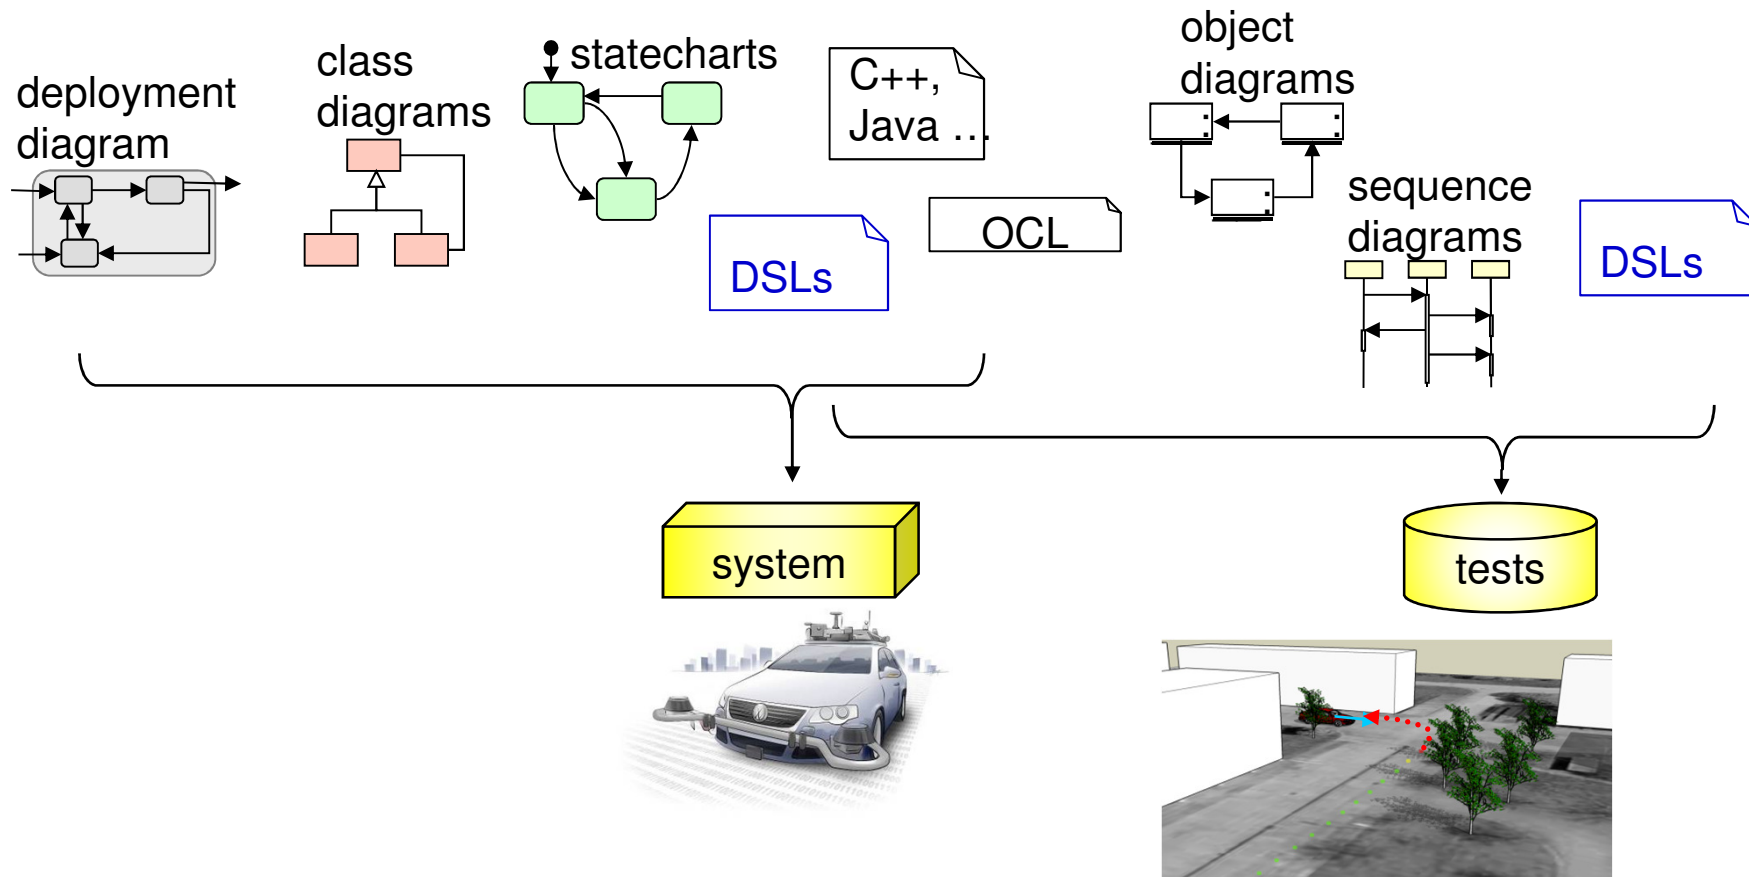 deployment
diagram
class
diagrams
statecharts
C++,
Java ...
object
diagrams
DSLs
OCL
sequence
diagrams
DSLs
system
tests